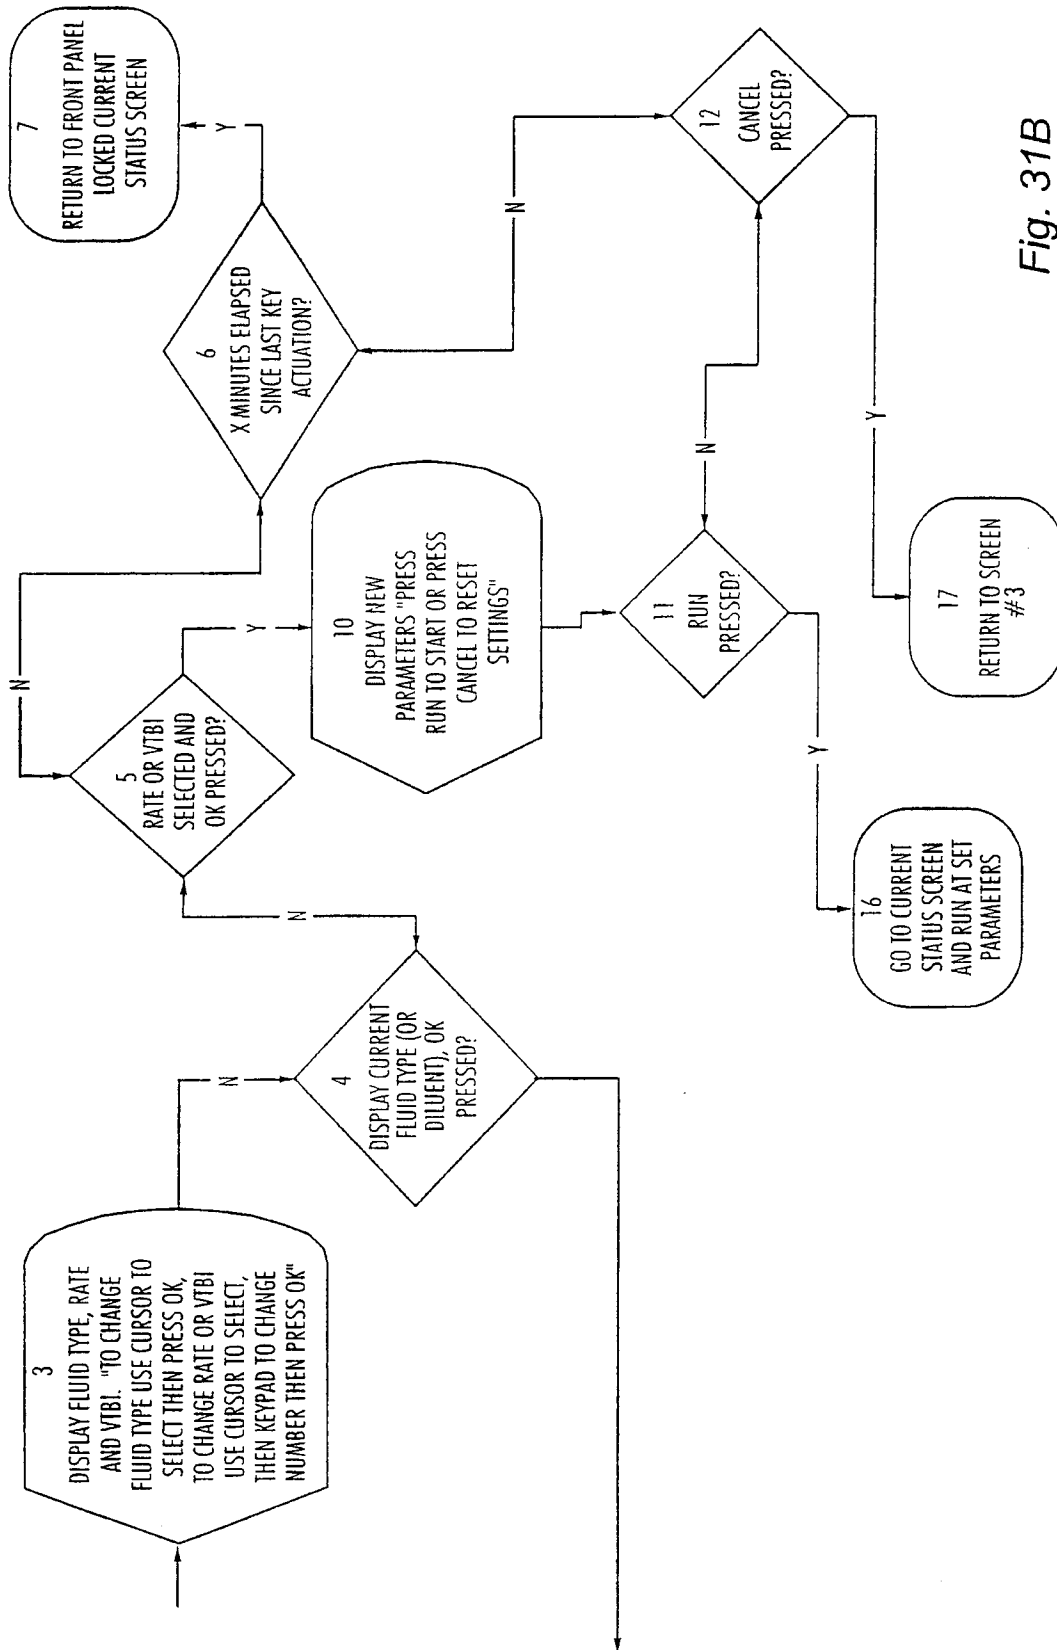 3
DISPLAY FLUID TYPE, RATE
AND VTBI. "TO CHANGE
FLUID TYPE USE CURSOR TO
SELECT THEN PRESS OK,
TO CHANGE RATE OR VTBI
USE CURSOR TO SELECT,
THEN KEYPAD TO CHANGE
NUMBER THEN PRESS OK"
N
4
DISPLAY CURRENT
FLUID TYPE (OR
DILUENT), OK
PRESSED?
N
5
RATE OR VTBI
SELECTED AND
OK PRESSED?
N
Y
6
X MINUTES ELAPSED
SINCE LAST KEY
ACTUATION?
Y
7
RETURN TO FRONT PANEL
LOCKED CURRENT
STATUS SCREEN
N
10
DISPLAY NEW
PARAMETERS "PRESS
RUN TO START OR PRESS
CANCEL TO RESET
SETTINGS"
11
RUN
PRESSED?
N
12
CANCEL
PRESSED?
Y
Y
16
GO TO CURRENT
STATUS SCREEN
AND RUN AT SET
PARAMETERS
17
RETURN TO SCREEN
#3
Fig. 31B